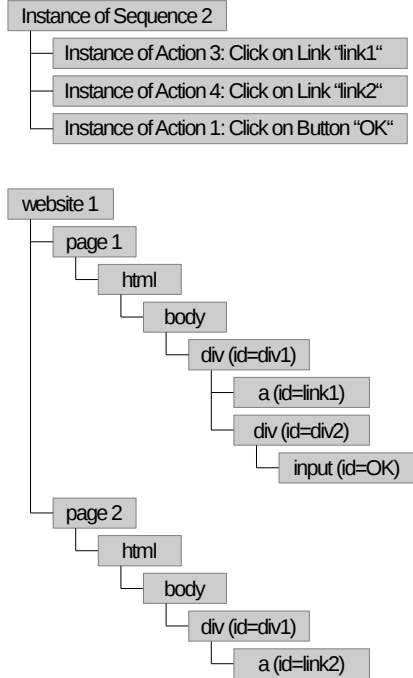 Instance of Sequence 2
Instance of Action 3: Click on Link “link1“
Instance of Action 4: Click on Link “link2“
Instance of Action 1: Click on Button “OK“
website 1
page 1
html
body
div (id=div1)
a (id=link1)
div (id=div2)
input (id=OK)
page 2
html
body
div (id=div1)
a (id=link2)